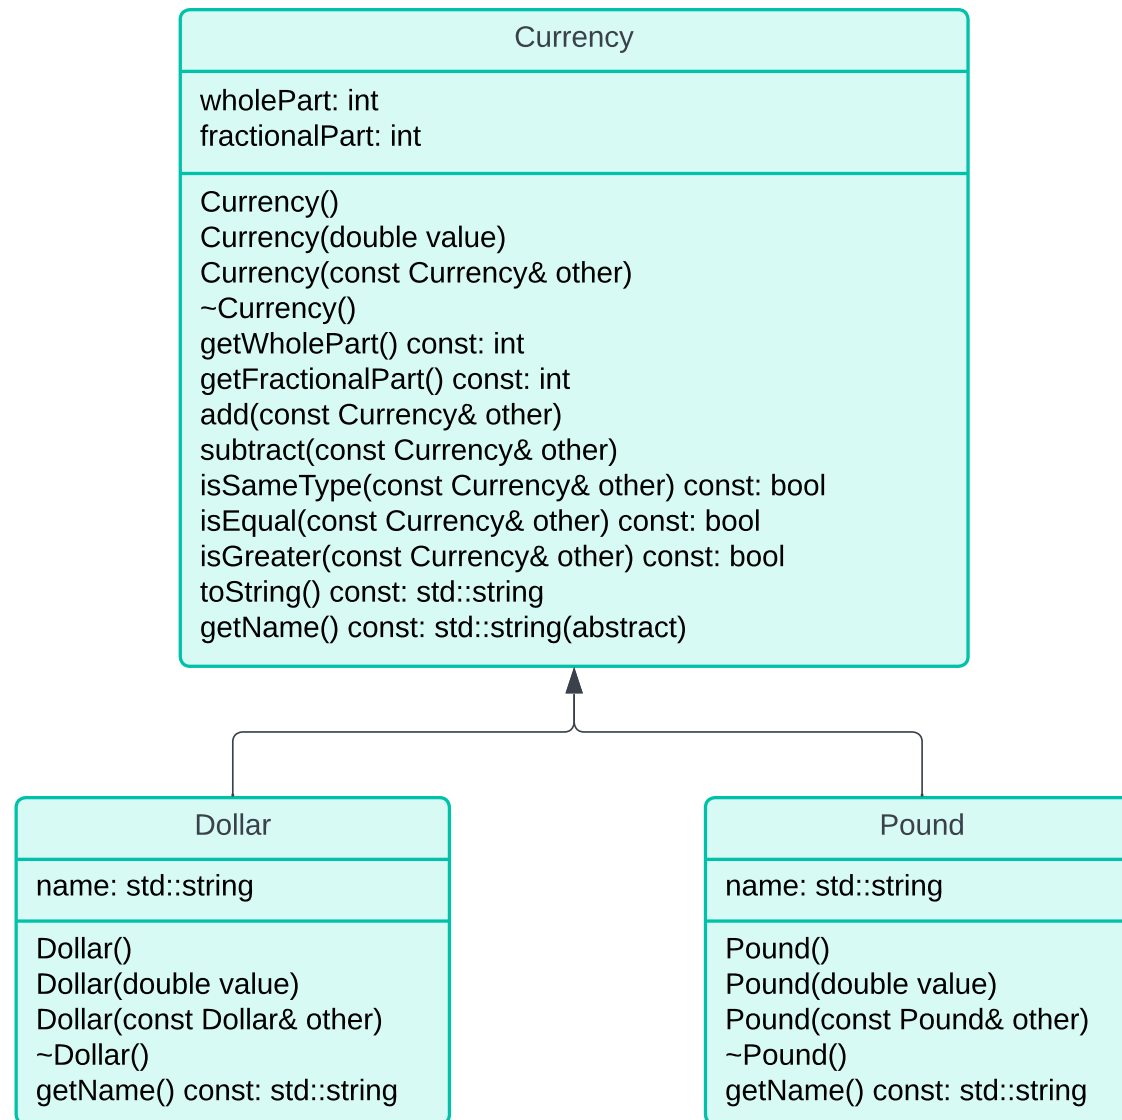 Currency
wholePart: int
fractionalPart: int
Currency()
Currency(double value)
Currency(const Currency& other)
~Currency()
getWholePart() const: int
getFractionalPart() const: int
add(const Currency& other)
subtract(const Currency& other)
isSameType(const Currency& other) const: bool
isEqual(const Currency& other) const: bool
isGreater(const Currency& other) const: bool
toString() const: std::string
getName() const: std::string(abstract)
Dollar
name: std::string
Dollar()
Dollar(double value)
Dollar(const Dollar& other)
~Dollar()
getName() const: std::string
Pound
name: std::string
Pound()
Pound(double value)
Pound(const Pound& other)
~Pound()
getName() const: std::string